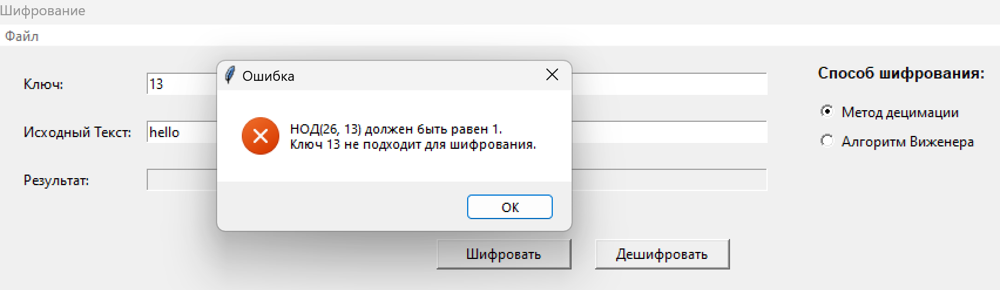 Шифрование
Файл
Ошибка
Ключ: 13
Исходный Текст: hello
Результат:
НОД(26, 13) должен быть равен 1.
Ключ 13 не подходит для шифрования.
ОК
Шифровать Дешифровать
Способ шифрования:
Метод децимации
Алгоритм Виженера